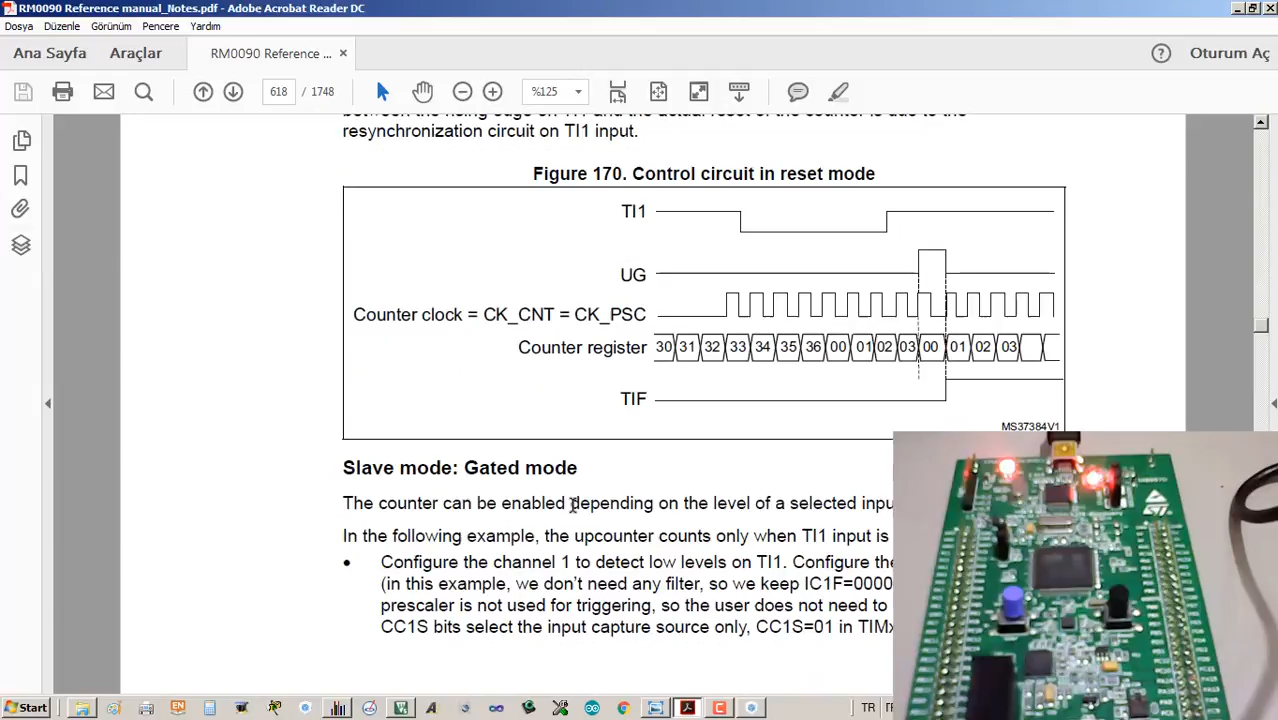 RM0090 Reference manual_Notes.pdf - Adobe Acrobat Reader DC
Dosya Düzenle Görünüm Pencere Yardım
Ana Sayfa Araçlar RM0090 Reference ... × ? Oturum Aç
618 / 1748 %125
resynchronization circuit on TI1 input.
Figure 170. Control circuit in reset mode
TI1
UG
Counter clock = CK_CNT = CK_PSC
Counter register 30 31 32 33 34 35 36 00 01 02 03 00 01 02 03
TIF
MS37384V1
Slave mode: Gated mode
The counter can be enabled depending on the level of a selected inpu
In the following example, the upcounter counts only when TI1 input is
• Configure the channel 1 to detect low levels on TI1. Configure the
(in this example, we don't need any filter, so we keep IC1F=0000
prescaler is not used for triggering, so the user does not need to
CC1S bits select the input capture source only, CC1S=01 in TIMx
Start EN TR